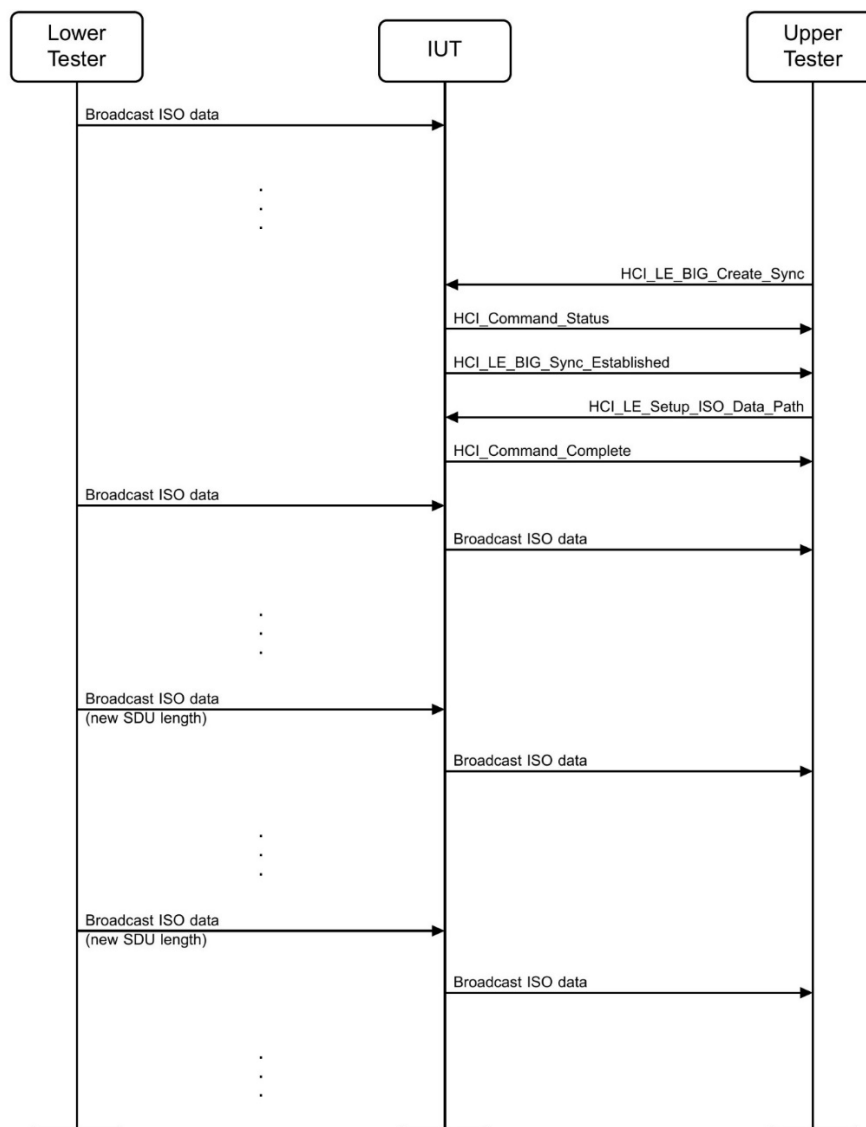 Lower
Tester
IUT
Upper
Tester
Broadcast ISO data
HCI_LE_BIG_Create_Sync
HCI_Command_Status
HCI_LE_BIG_Sync_Established
HCI_LE_Setup_ISO_Data_Path
HCI_Command_Complete
Broadcast ISO data
Broadcast ISO data
Broadcast ISO data
(new SDU length)
Broadcast ISO data
Broadcast ISO data
(new SDU length)
Broadcast ISO data